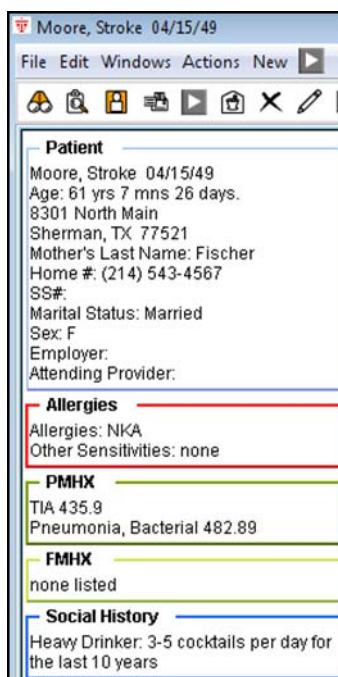 Moore, Stroke 04/15/49
File Edit Windows Actions New
Patient
Moore, Stroke 04/15/49
Age: 61 yrs 7 mns 26 days.
8301 North Main
Sherman, TX 77521
Mother's Last Name: Fischer
Home #: (214) 543-4567
SS#:
Marital Status: Married
Sex: F
Employer:
Attending Provider:
Allergies
Allergies: NKA
Other Sensitivities: none
PMHX
TIA 435.9
Pneumonia, Bacterial 482.89
FMHX
none listed
Social History
Heavy Drinker: 3-5 cocktails per day for
the last 10 years